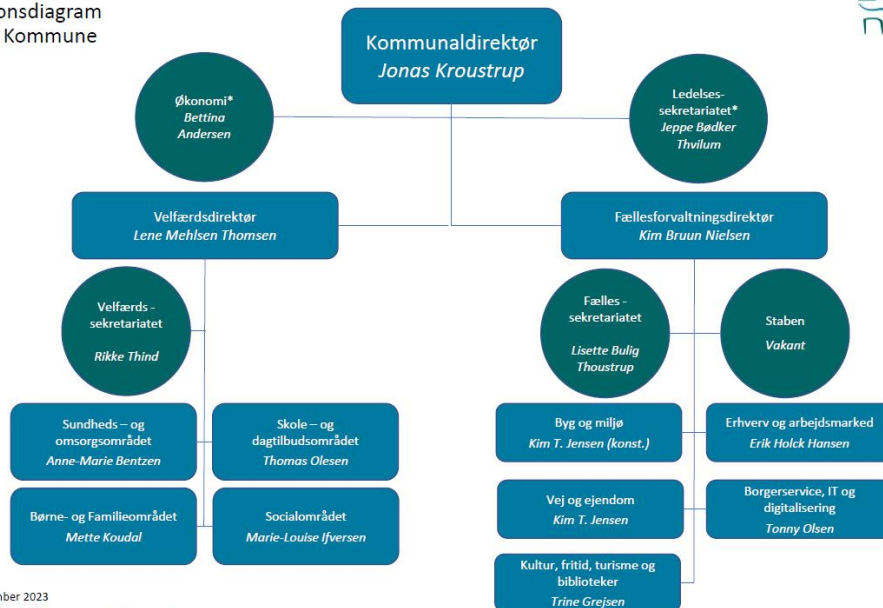 onsdiagram
Kommune
Kommunaldirektør
Jonas Kroustrup
Økonomi*
Bettina
Andersen
Ledelses-
sekretariatet*
Jeppe Bødker
Thvilum
Velfærdsdirektør
Lene Mehlsen Thomsen
Fællesforvaltningsdirektør
Kim Bruun Nielsen
Velfærds -
sekretariatet
Rikke Thind
Fælles -
sekretariatet
Lisette Bulig
Thoustrup
Staben
Vakant
Sundheds – og
omsorgsområdet
Anne-Marie Bentzen
Skole – og
dagtilbudsområdet
Thomas Olesen
Byg og miljø
Kim T. Jensen (konst.)
Erhverv og arbejdsmarked
Erik Holck Hansen
Børne- og Familieområdet
Mette Koudal
Socialområdet
Marie-Louise Ifversen
Vej og ejendom
Kim T. Jensen
Borgerservice, IT og
digitalisering
Tonny Olsen
Kultur, fritid, turisme og
biblioteker
Trine Grejsen
mber 2023